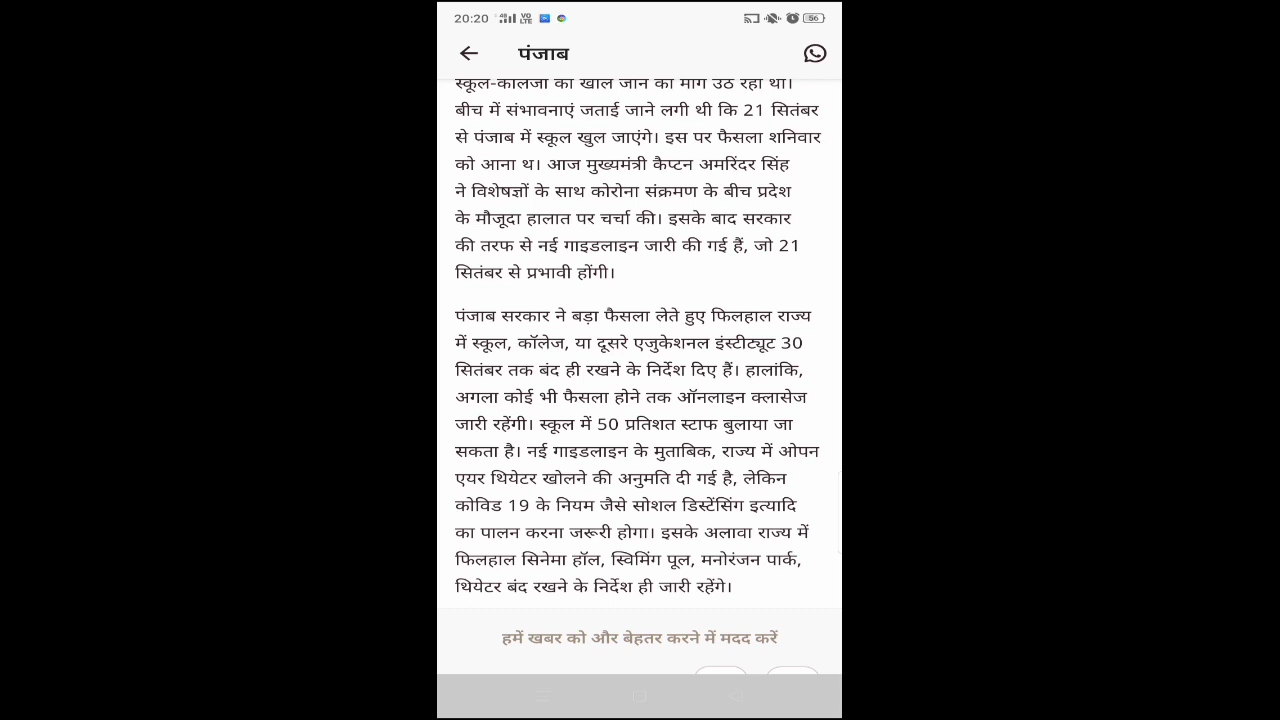 20:20
4G
VO
LTE
56
पंजाब
स्कूल-कॉलेजों को खोले जाने की मांग उठ रही थी।
बीच में संभावनाएं जताई जाने लगी थी कि 21 सितंबर
से पंजाब में स्कूल खुल जाएंगे। इस पर फैसला शनिवार
को आना थ। आज मुख्यमंत्री कैप्टन अमरिंदर सिंह
ने विशेषज्ञों के साथ कोरोना संक्रमण के बीच प्रदेश
के मौजूदा हालात पर चर्चा की। इसके बाद सरकार
की तरफ से नई गाइडलाइन जारी की गई हैं, जो 21
सितंबर से प्रभावी होंगी।
पंजाब सरकार ने बड़ा फैसला लेते हुए फिलहाल राज्य
में स्कूल, कॉलेज, या दूसरे एजुकेशनल इंस्टीट्यूट 30
सितंबर तक बंद ही रखने के निर्देश दिए हैं। हालांकि,
अगला कोई भी फैसला होने तक ऑनलाइन क्लासेज
जारी रहेंगी। स्कूल में 50 प्रतिशत स्टाफ बुलाया जा
सकता है। नई गाइडलाइन के मुताबिक, राज्य में ओपन
एयर थियेटर खोलने की अनुमति दी गई है, लेकिन
कोविड 19 के नियम जैसे सोशल डिस्टेंसिंग इत्यादि
का पालन करना जरूरी होगा। इसके अलावा राज्य में
फिलहाल सिनेमा हॉल, स्विमिंग पूल, मनोरंजन पार्क,
थियेटर बंद रखने के निर्देश ही जारी रहेंगे।
हमें खबर को और बेहतर करने में मदद करें